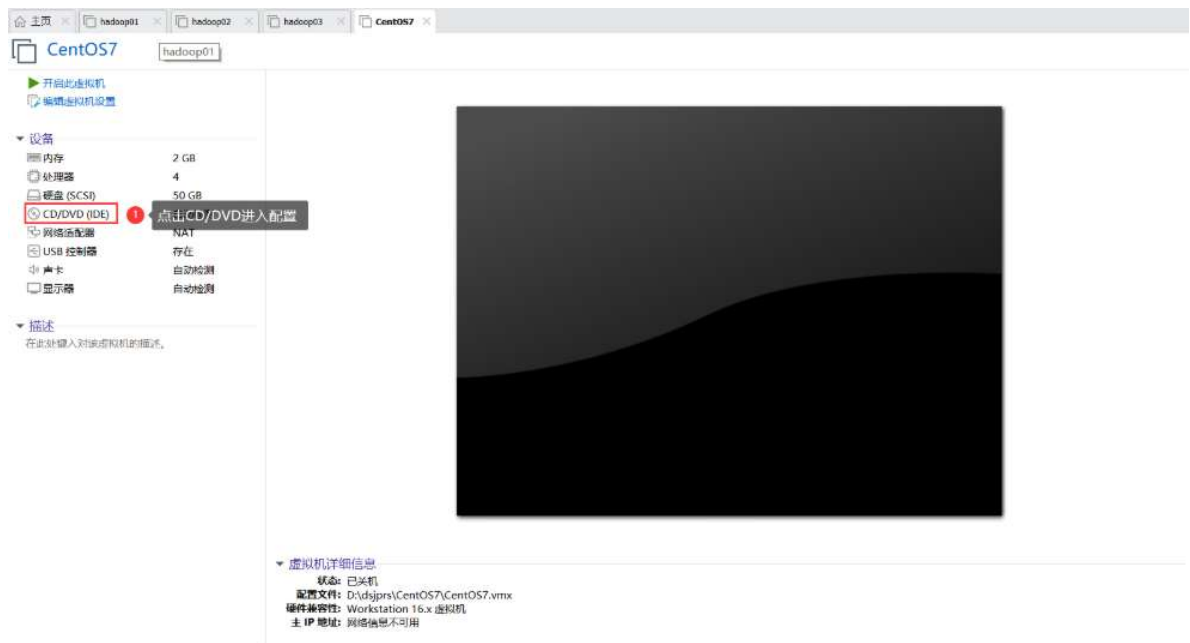 主页 hadoop01 hadoop02 hadoop03 CentOS7
CentOS7 hadoop01
开启此虚拟机
编辑虚拟机设置
设备
内存 2 GB
处理器 4
硬盘 (SCSI) 50 GB
CD/DVD (IDE) 1 点击CD/DVD进入配置
网络适配器 NAT
USB 控制器 存在
声卡 自动检测
显示器 自动检测
描述
在此处键入对该虚拟机的描述。
虚拟机详细信息
状态: 已关机
配置文件: D:\dsjprs\CentOS7\CentOS7.vmx
硬件兼容性: Workstation 16.x 虚拟机
主 IP 地址: 网络信息不可用